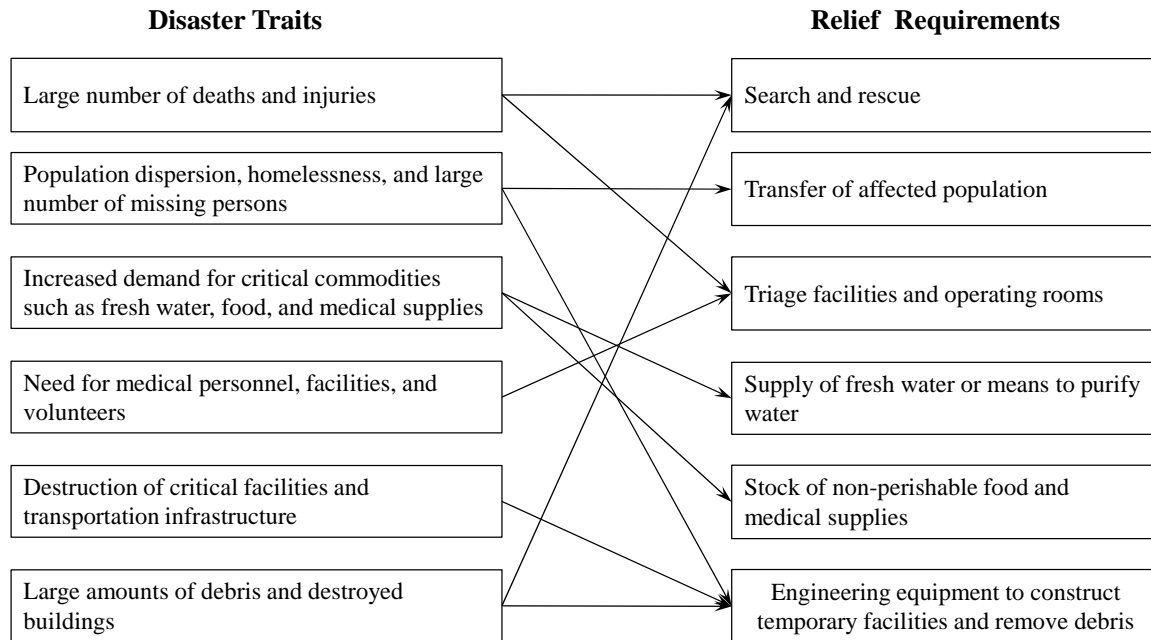 Disaster Traits
Relief Requirements
Large number of deaths and injuries
Search and rescue
Population dispersion, homelessness, and large
number of missing persons
Transfer of affected population
Increased demand for critical commodities
such as fresh water, food, and medical supplies
Triage facilities and operating rooms
Need for medical personnel, facilities, and
volunteers
Supply of fresh water or means to purify
water
Destruction of critical facilities and
transportation infrastructure
Stock of non-perishable food and
medical supplies
Large amounts of debris and destroyed
buildings
Engineering equipment to construct
temporary facilities and remove debris